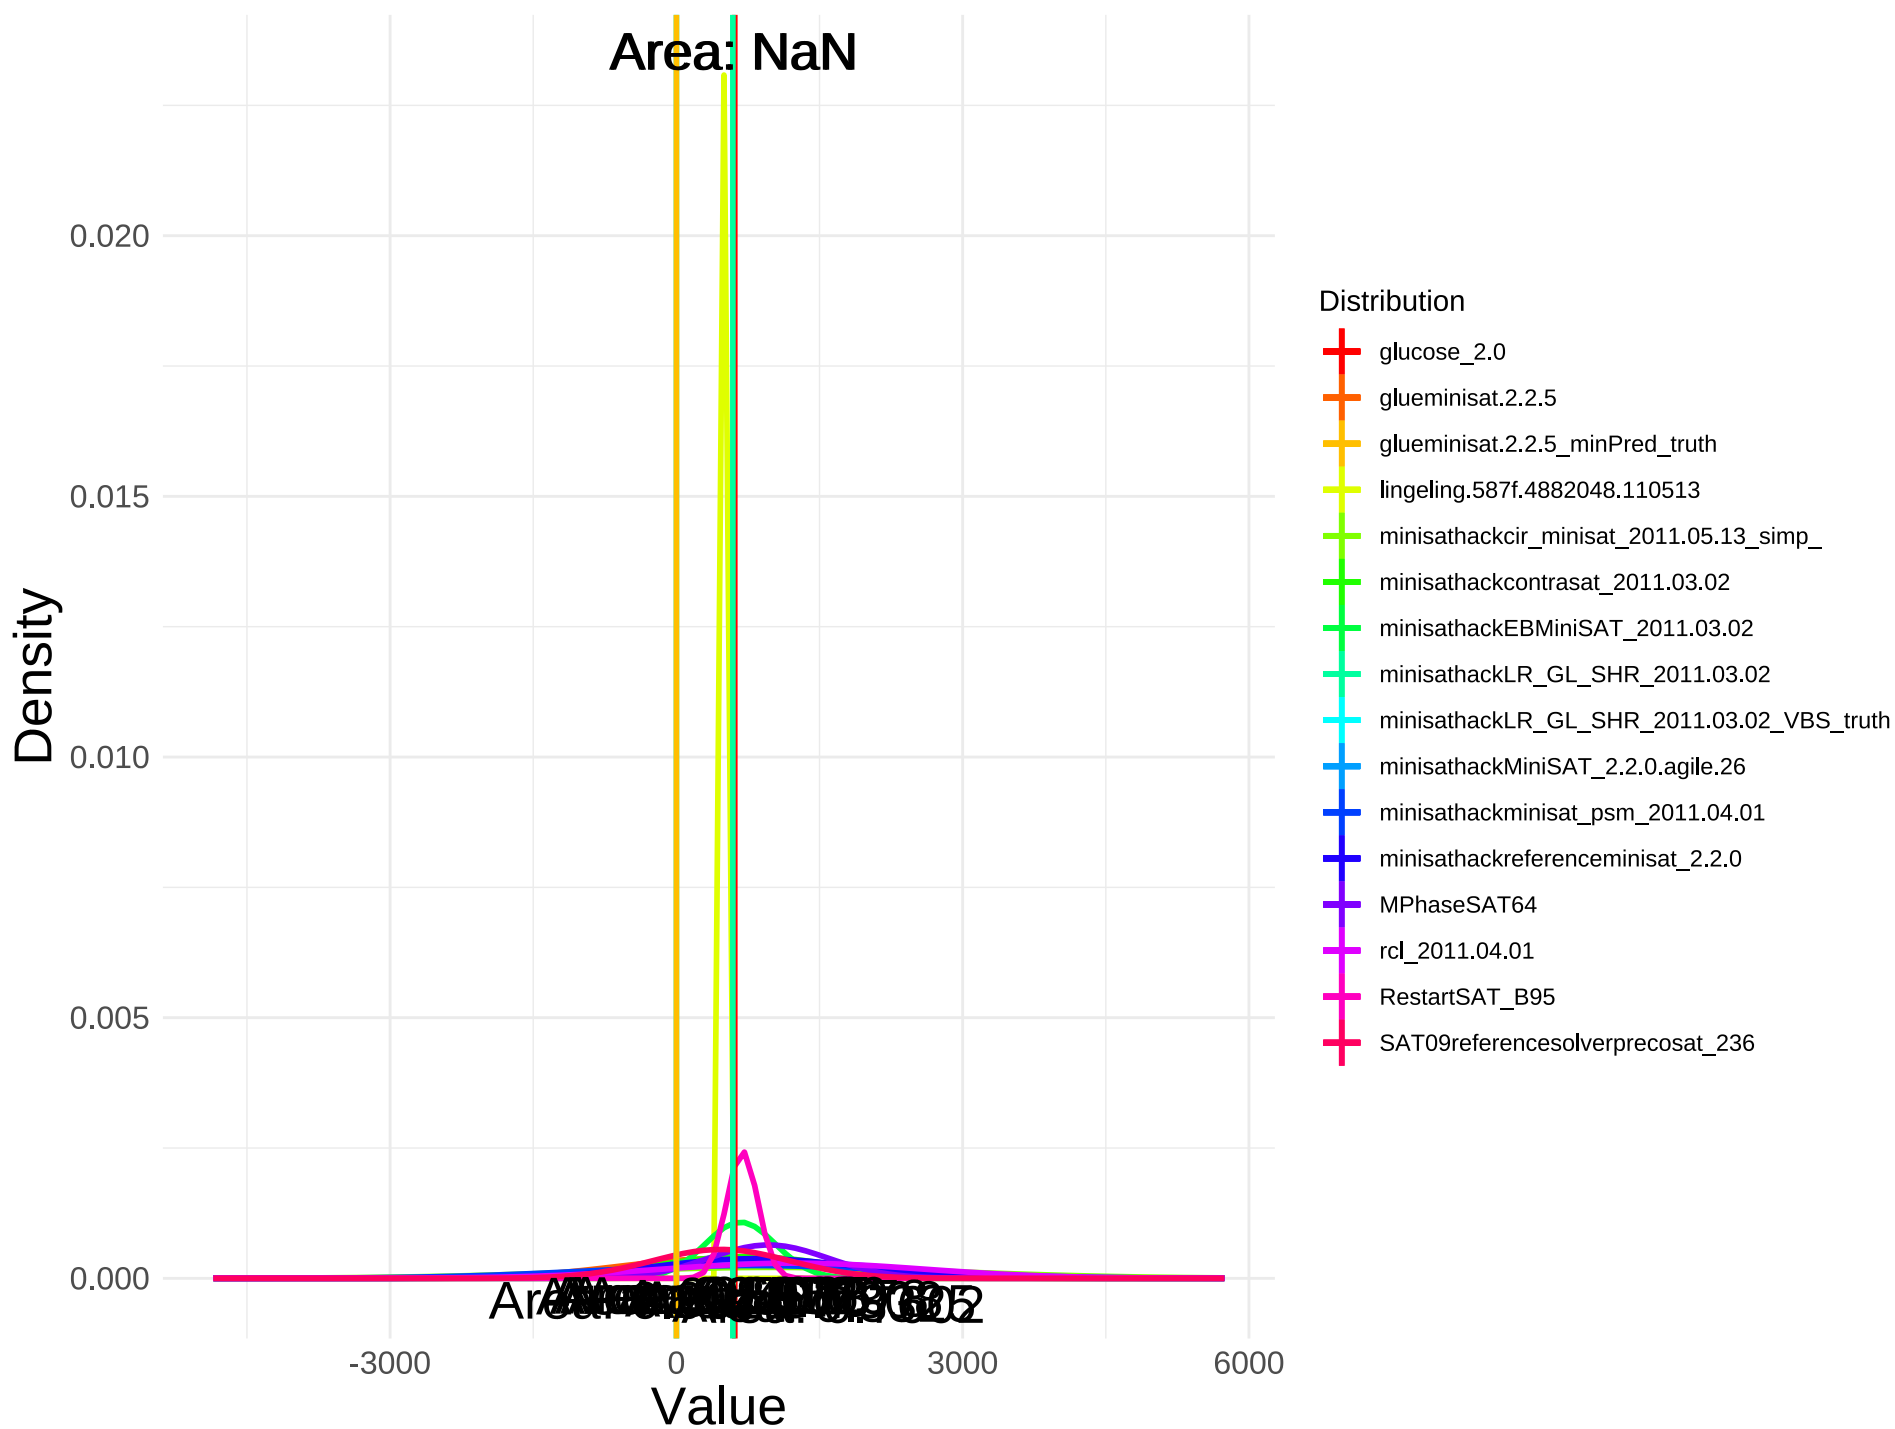 Area: NaN
0.020
0.015
0.010
0.005
0.000
Density
-3000
0
3000
6000
Value
Distribution
glucose_2.0
glueminisat.2.2.5
glueminisat.2.2.5_minPred_truth
lingeling.587f.4882048.110513
minisathackcir_minisat_2011.05.13_simp_
minisathackcontrasat_2011.03.02
minisathackEBMiniSAT_2011.03.02
minisathackLR_GL_SHR_2011.03.02
minisathackLR_GL_SHR_2011.03.02_VBS_truth
minisathackMiniSAT_2.2.0.agile.26
minisathackminisat_psm_2011.04.01
minisathackreferenceminisat_2.2.0
MPhaseSAT64
rcl_2011.04.01
RestartSAT_B95
SAT09referencesolverprecosat_236